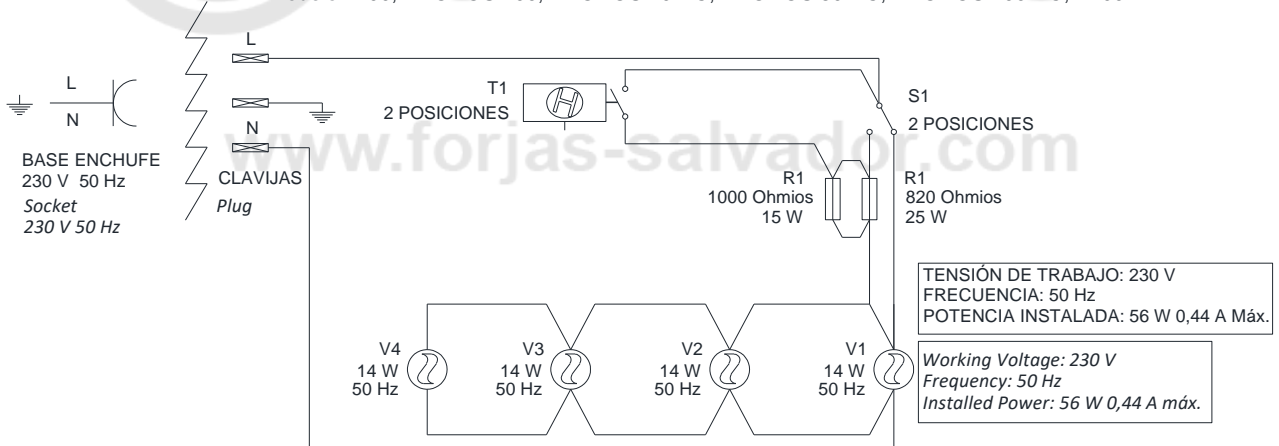 L
L
N
N
BASE ENCHUFE
230 V 50 Hz
Socket
230 V 50 Hz
CLAVIJAS
Plug
T1
2 POSICIONES
S1
2 POSICIONES
www.forjas-salvador.com
R1
1000 Ohmios
15 W
R1
820 Ohmios
25 W
TENSIÓN DE TRABAJO: 230 V
FRECUENCIA: 50 Hz
POTENCIA INSTALADA: 56 W 0,44 A Máx.
V4
14 W
50 Hz
V3
14 W
50 Hz
V2
14 W
50 Hz
V1
14 W
50 Hz
Working Voltage: 230 V
Frequency: 50 Hz
Installed Power: 56 W 0,44 A máx.